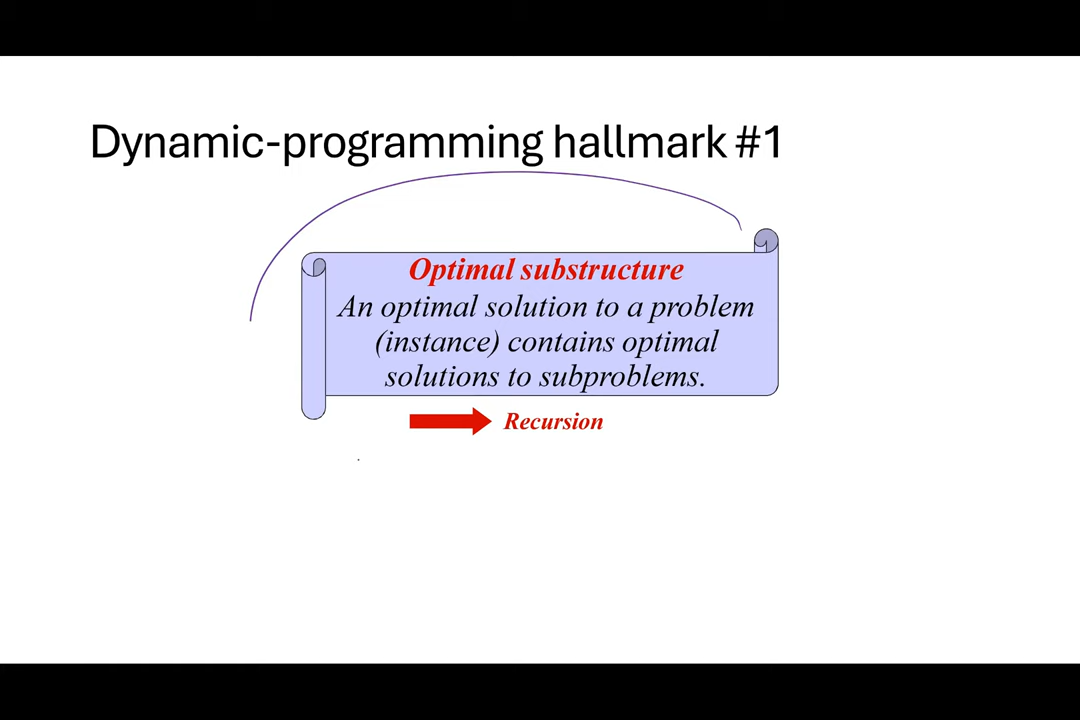 Dynamic-programming hallmark #1
Optimal substructure
An optimal solution to a problem
(instance) contains optimal
solutions to subproblems.
Recursion